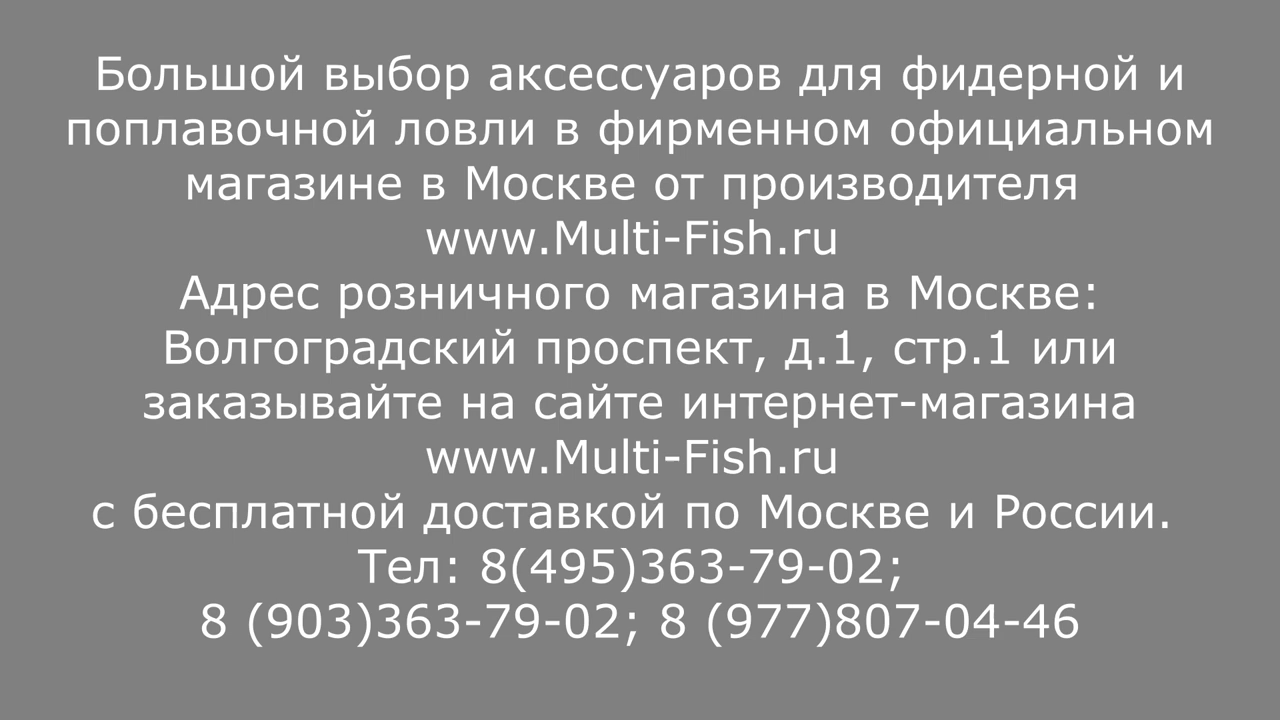 Большой выбор аксессуаров для фидерной и
поплавочной ловли в фирменном официальном
магазине в Москве от производителя
www.Multi-Fish.ru
Адрес розничного магазина в Москве:
Волгоградский проспект, д.1, стр.1 или
заказывайте на сайте интернет-магазина
www.Multi-Fish.ru
с бесплатной доставкой по Москве и России.
Тел: 8(495)363-79-02;
8 (903)363-79-02; 8 (977)807-04-46